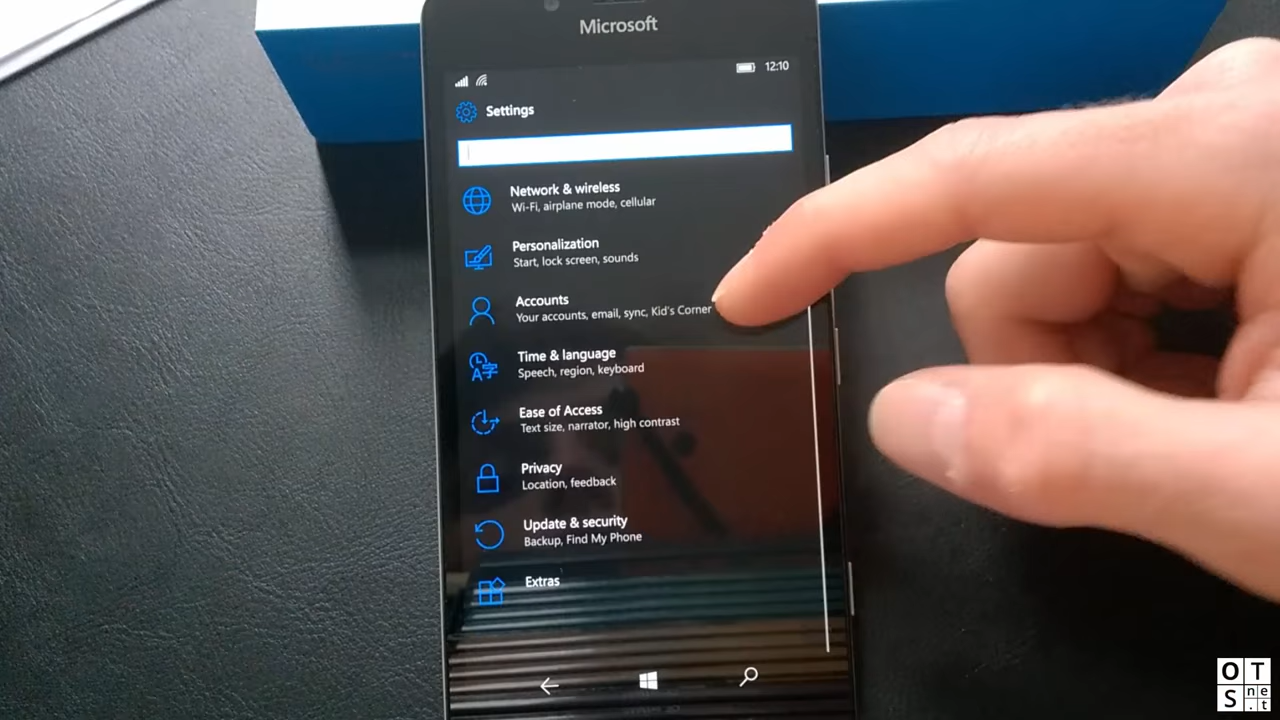 Microsoft
12:10
Settings
Network & wireless
Wi-Fi, airplane mode, cellular
Personalization
Start, lock screen, sounds
Accounts
Your accounts, email, sync, Kid's Corner
Time & language
Speech, region, keyboard
Ease of Access
Text size, narrator, high contrast
Privacy
Location, feedback
Update & security
Backup, Find My Phone
Extras
OTS
net